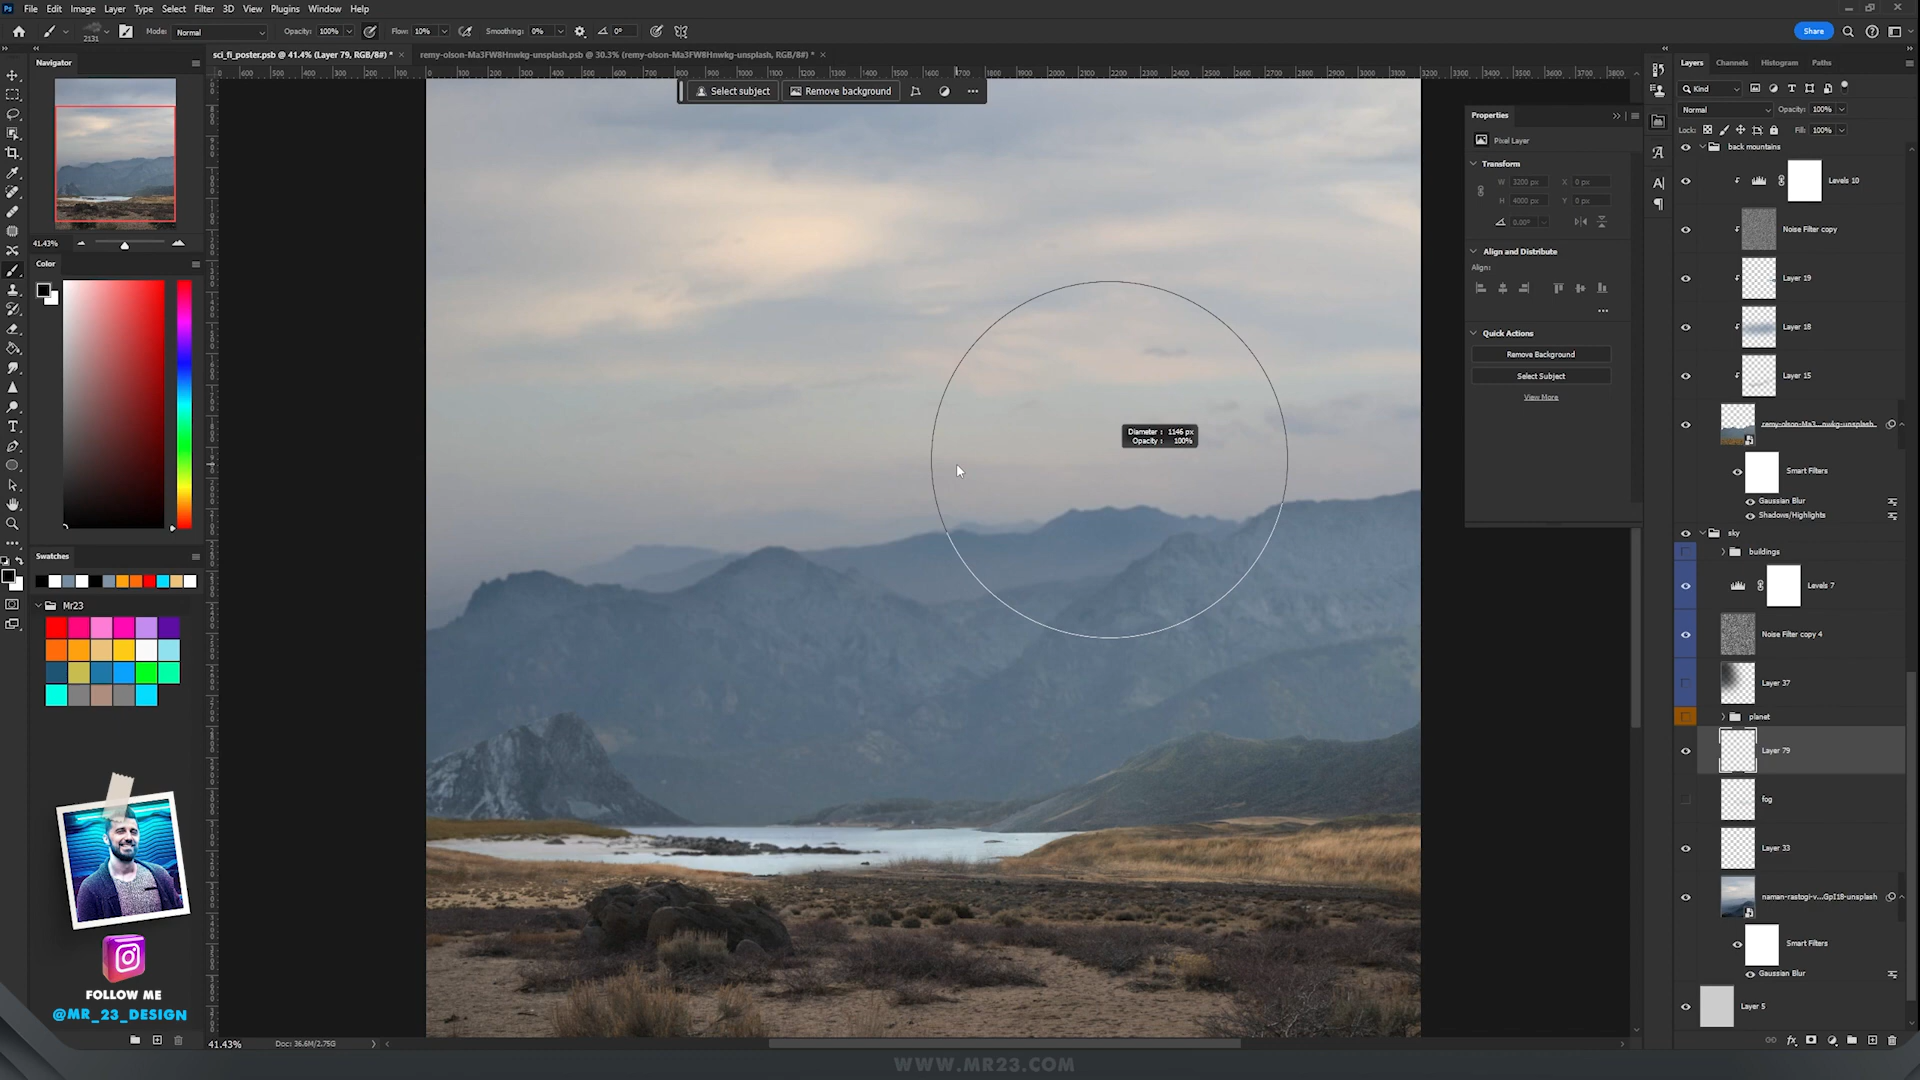 File Edit Image Layer Type Select Filter 3D View Plugins Window Help
2131 Mode: Normal Opacity: 100% Flow: 10% Smoothing: 0% 0° Share
sci_fi_poster.psb @ 41.4% (Layer 79, RGB/8#) * × remy-olson-Ma3FW8Hnwkg-unsplash.psb @ 30.3% (remy-olson-Ma3FW8Hnwkg-unsplash, RGB/8#) * ×
Navigator
41.43%
Color
Swatches
Mr23
FOLLOW ME
@MR_23_DESIGN
Select subject Remove background
Diameter : 1146 px
Opacity : 100%
41.43% Doc: 36.6M/2.75G
WWW.MR23.COM
Properties
Pixel Layer
Transform
W 3200 px X 0 px
H 4000 px Y 0 px
0.00°
Align and Distribute
Align:
Quick Actions
Remove Background
Select Subject
View More
Layers Channels Histogram Paths
Kind
Normal Opacity: 100%
Lock: Fill: 100%
back mountains
Levels 10
Noise Filter copy
Layer 19
Layer 18
Layer 15
remy-olson-Ma3...nwkg-unsplash
Smart Filters
Gaussian Blur
Shadows/Highlights
sky
buildings
Levels 7
Noise Filter copy 4
Layer 37
planet
Layer 79
fog
Layer 33
naman-rastogi-v...GpI18-unsplash
Smart Filters
Gaussian Blur
Layer 5